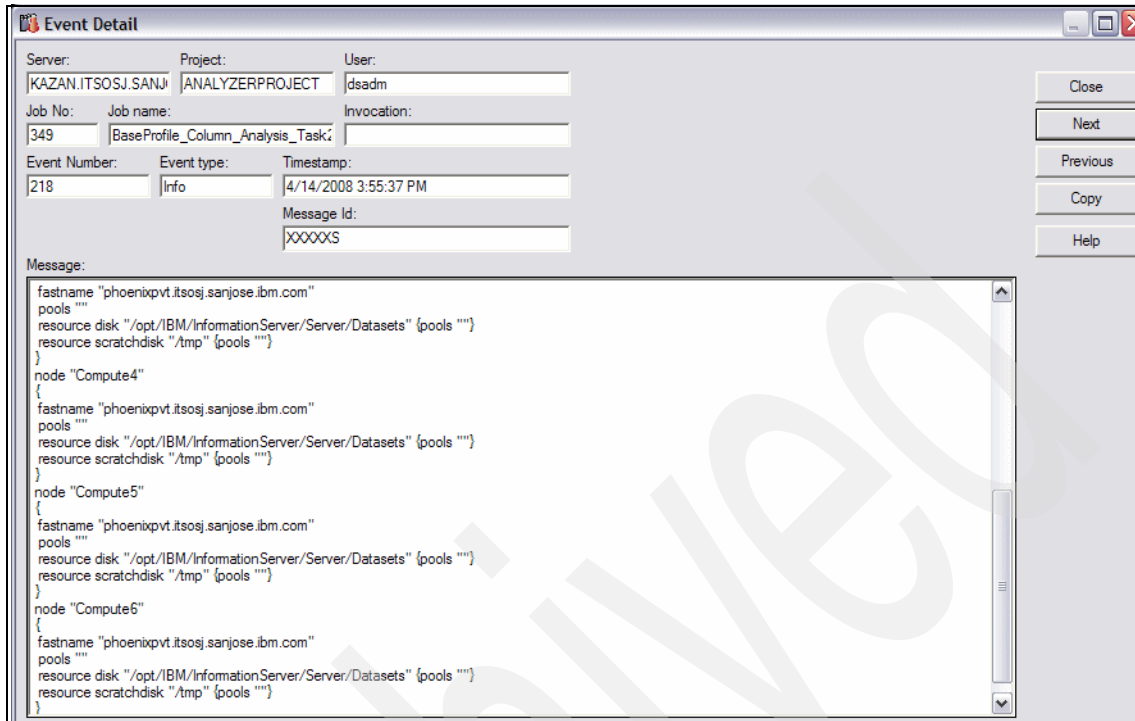 Event Detail
Server: Project: User:
KAZAN.ITSOSJ.SANJ ANALYZERPROJECT dsadm
Close
Job No: Job name: Invocation:
Next
349 BaseProfile_Column_Analysis_Task2
Event Number: Event type: Timestamp:
Previous
218 Info 4/14/2008 3:55:37 PM
Copy
Message Id:
XXXXXS
Help
Message:
fastname "phoenixpvt.itsosj.sanjose.ibm.com"
pools ""
resource disk "/opt/IBM/InformationServer/Server/Datasets" {pools ""}
resource scratchdisk "/tmp" {pools ""}
}
node "Compute4"
{
fastname "phoenixpvt.itsosj.sanjose.ibm.com"
pools ""
resource disk "/opt/IBM/InformationServer/Server/Datasets" {pools ""}
resource scratchdisk "/tmp" {pools ""}
}
node "Compute5"
{
fastname "phoenixpvt.itsosj.sanjose.ibm.com"
pools ""
resource disk "/opt/IBM/InformationServer/Server/Datasets" {pools ""}
resource scratchdisk "/tmp" {pools ""}
}
node "Compute6"
{
fastname "phoenixpvt.itsosj.sanjose.ibm.com"
pools ""
resource disk "/opt/IBM/InformationServer/Server/Datasets" {pools ""}
resource scratchdisk "/tmp" {pools ""}
}
hived